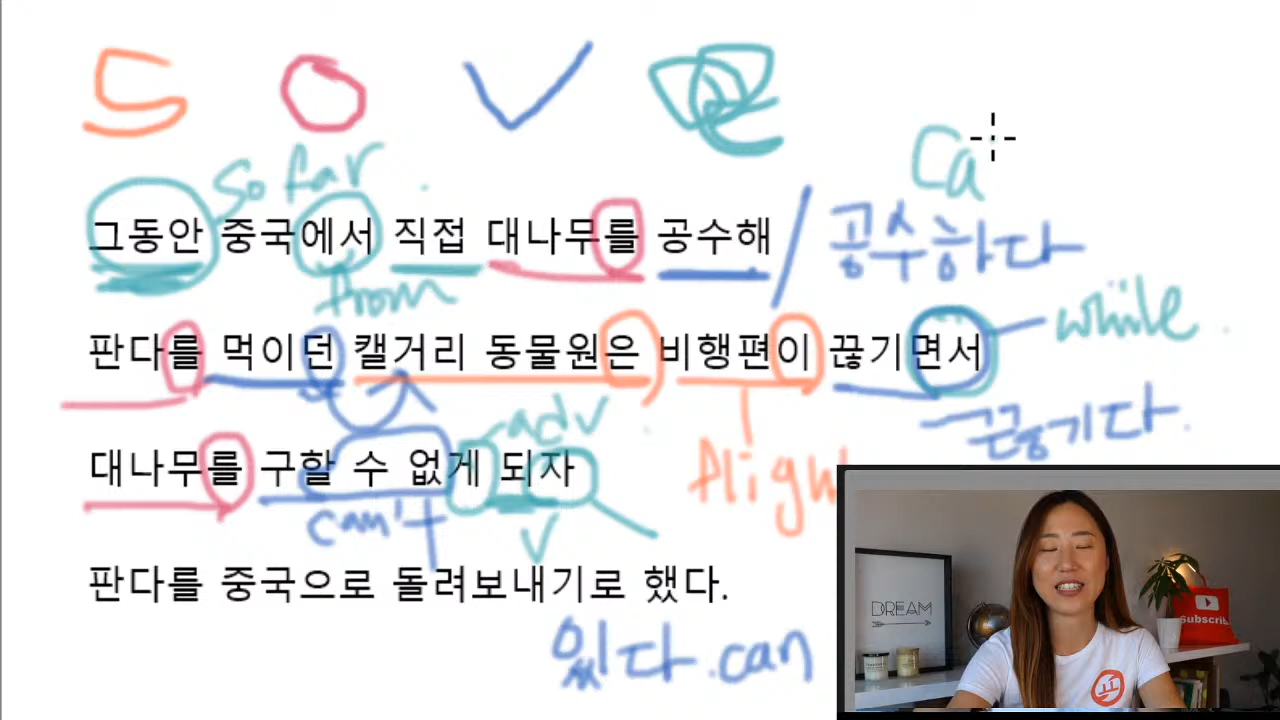 so far
Ca
그동안 중국에서 직접 대나무를 공수해
공수하다
from
while
판다를 먹이던 캘거리 동물원은 비행편이 끊기면서
끊기다
adv
대나무를 구할 수 없게 되자
fligh
can't
v
판다를 중국으로 돌려보내기로 했다.
있다. can
DREAM
Subscrib